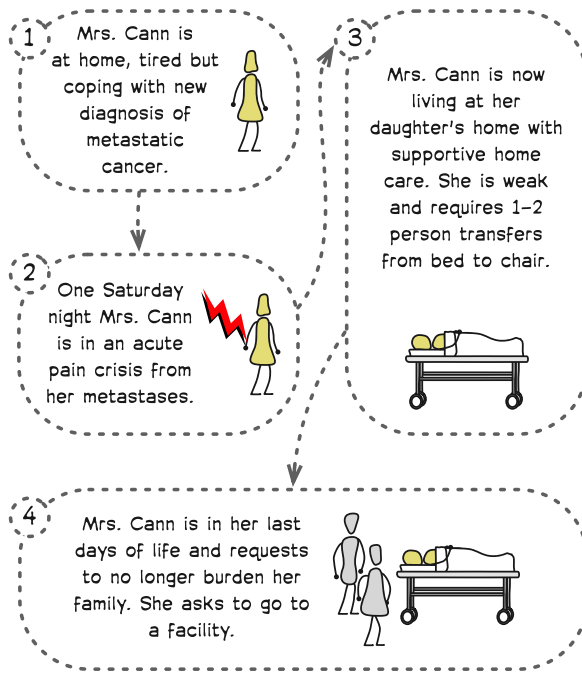 1
Mrs. Cann is
at home, tired but
coping with new
diagnosis of
metastatic
cancer.
2
One Saturday
night Mrs. Cann
is in an acute
pain crisis from
her metastases.
3
Mrs. Cann is now
living at her
daughter's home with
supportive home
care. She is weak
and requires 1-2
person transfers
from bed to chair.
4
Mrs. Cann is in her last
days of life and requests
to no longer burden her
family. She asks to go to
a facility.